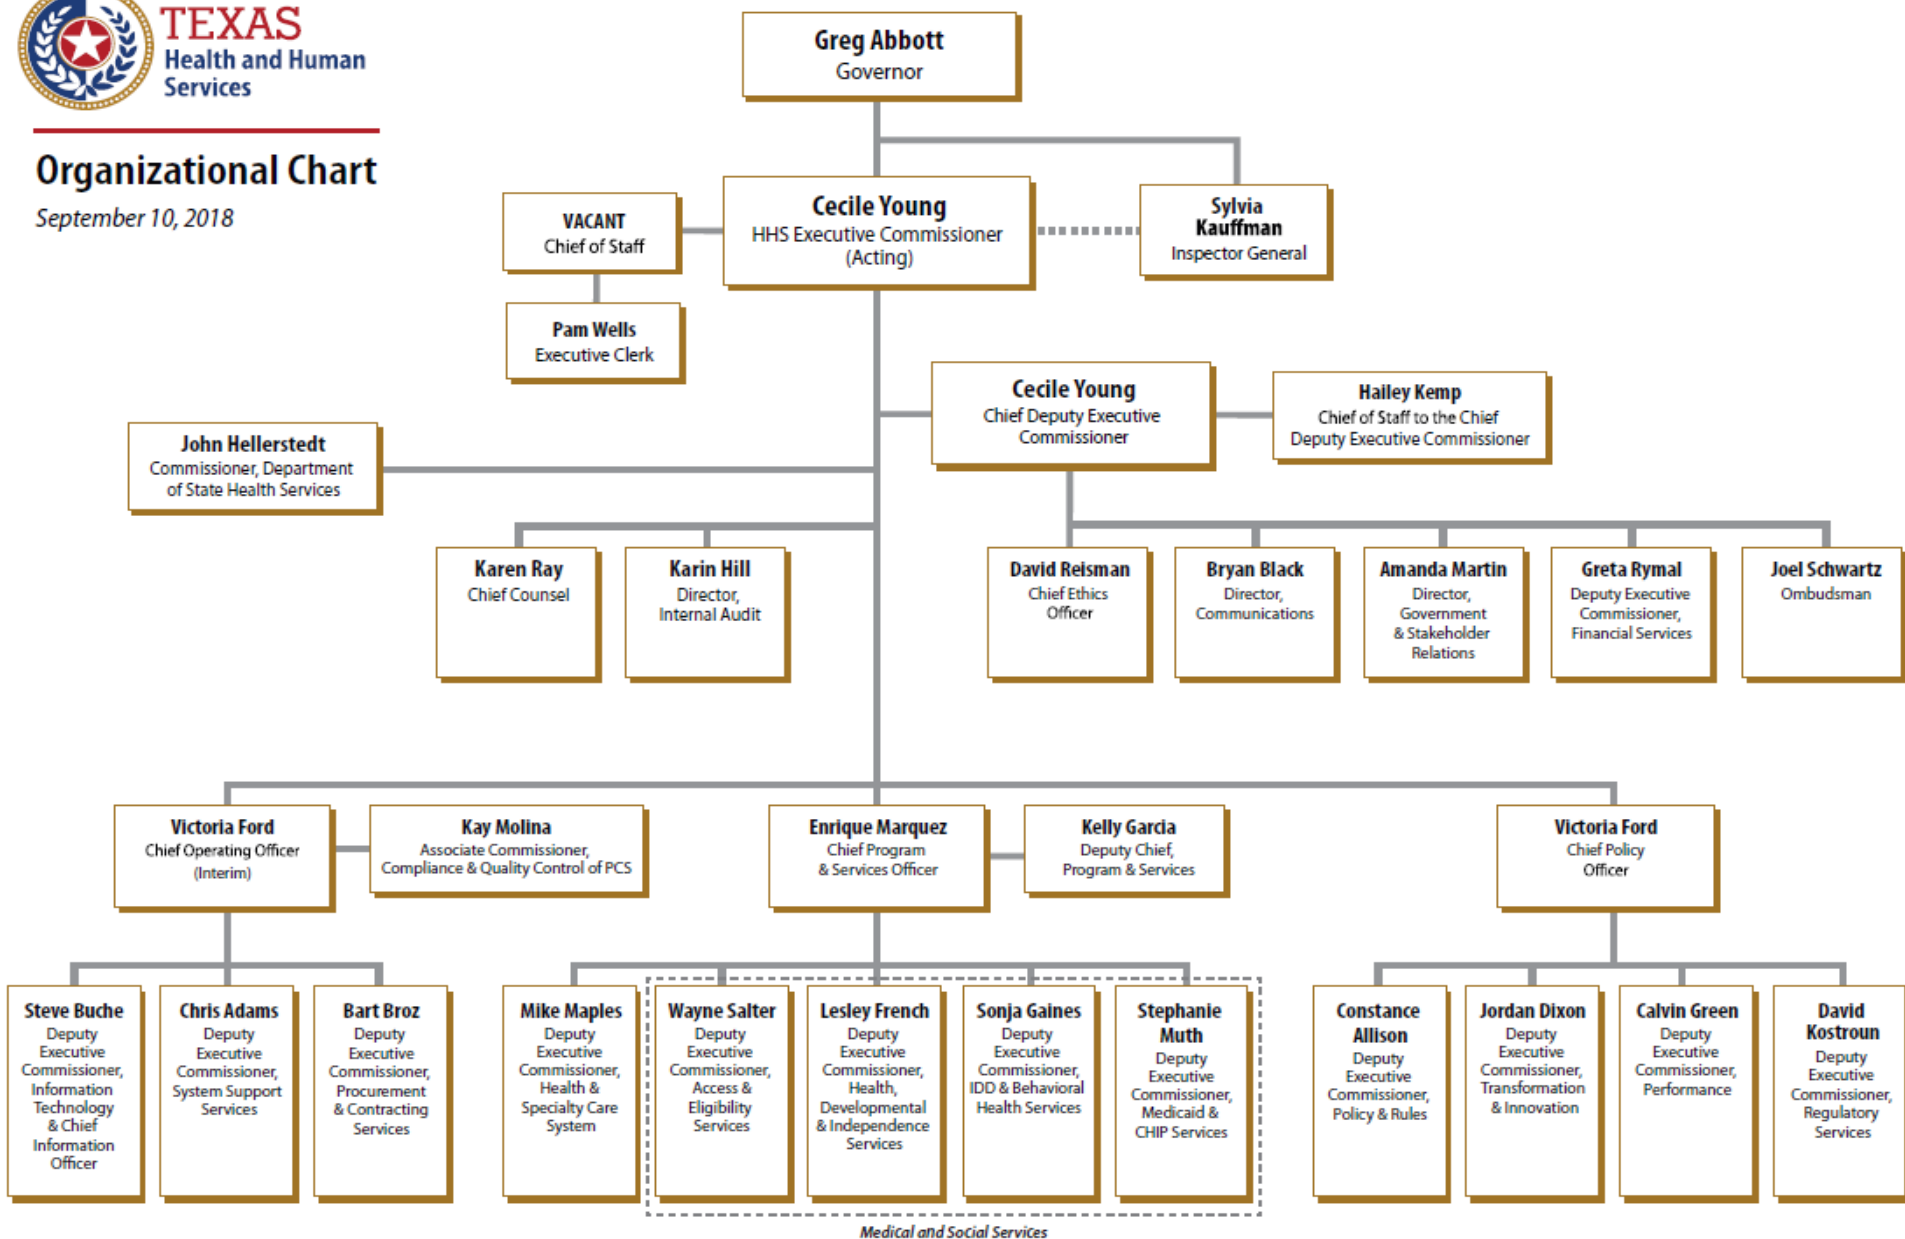 TEXAS
Health and Human
Services
Organizational Chart
September 10, 2018
Greg Abbott
Governor
VACANT
Chief of Staff
Cecile Young
HHS Executive Commissioner
(Acting)
Sylvia
Kauffman
Inspector General
Pam Wells
Executive Clerk
Cecile Young
Chief Deputy Executive
Commissioner
Hailey Kemp
Chief of Staff to the Chief
Deputy Executive Commissioner
John Hellerstedt
Commissioner, Department
of State Health Services
Karen Ray
Chief Counsel
Karin Hill
Director,
Internal Audit
David Reisman
Chief Ethics
Officer
Bryan Black
Director,
Communications
Amanda Martin
Director,
Government
& Stakeholder
Relations
Greta Rymal
Deputy Executive
Commissioner,
Financial Services
Joel Schwartz
Ombudsman
Victoria Ford
Chief Operating Officer
(Interim)
Kay Molina
Associate Commissioner,
Compliance & Quality Control of PCS
Enrique Marquez
Chief Program
& Services Officer
Kelly Garcia
Deputy Chief,
Program & Services
Victoria Ford
Chief Policy
Officer
Steve Buche
Deputy
Executive
Commissioner,
Information
Technology
& Chief
Information
Officer
Chris Adams
Deputy
Executive
Commissioner,
System Support
Services
Bart Broz
Deputy
Executive
Commissioner,
Procurement
& Contracting
Services
Mike Maples
Deputy
Executive
Commissioner,
Health &
Specialty Care
System
Wayne Salter
Deputy
Executive
Commissioner,
Access &
Eligibility
Services
Lesley French
Deputy
Executive
Commissioner,
Health,
Developmental
& Independence
Services
Sonja Gaines
Deputy
Executive
Commissioner,
IDD & Behavioral
Health Services
Stephanie
Muth
Deputy
Executive
Commissioner,
Medicaid &
CHIP Services
Constance
Allison
Deputy
Executive
Commissioner,
Policy & Rules
Jordan Dixon
Deputy
Executive
Commissioner,
Transformation
& Innovation
Calvin Green
Deputy
Executive
Commissioner,
Performance
David
Kostroun
Deputy
Executive
Commissioner,
Regulatory
Services
Medical and Social Services